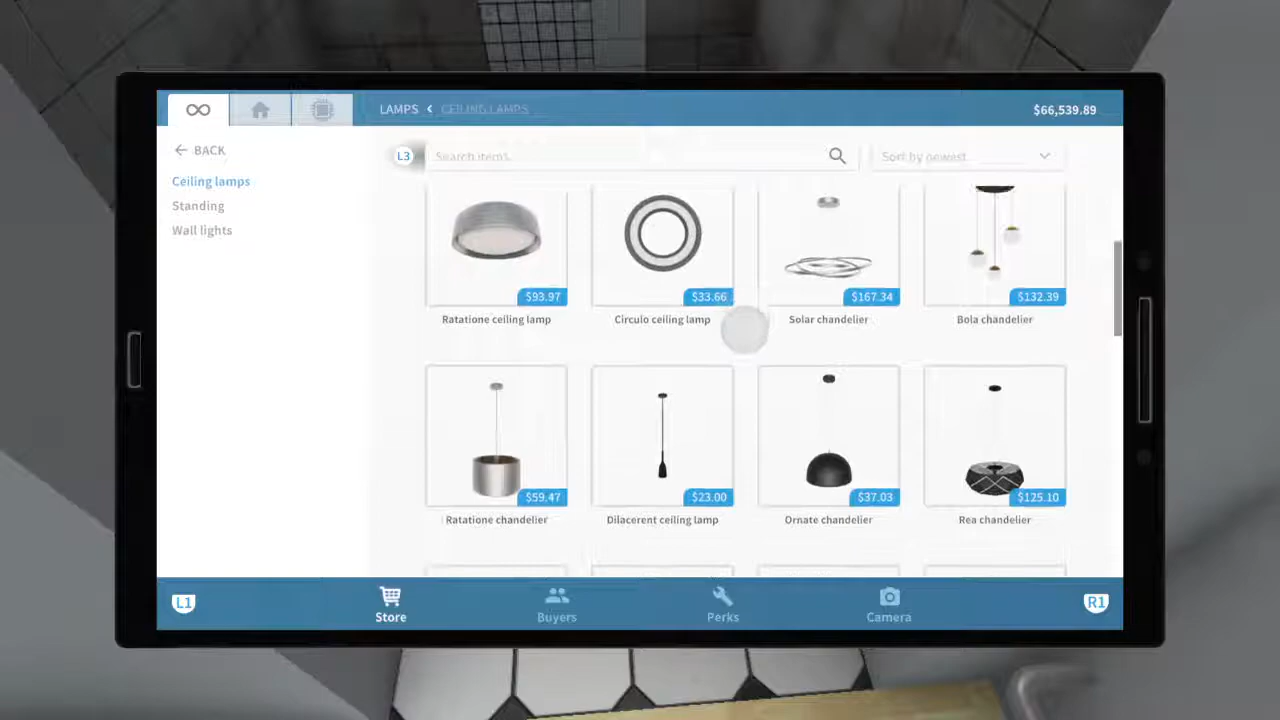 LAMPS < CEILING LAMPS
$66,539.89
BACK
L3
Search items...
Sort by newest...
Ceiling lamps
Standing
Wall lights
$93.97
$33.66
$167.34
$132.39
Ratatione ceiling lamp
Circulo ceiling lamp
Solar chandelier
Bola chandelier
$59.47
$23.00
$37.03
$125.10
Ratatione chandelier
Dilacerent ceiling lamp
Ornate chandelier
Rea chandelier
L1
Store
Buyers
Perks
Camera
R1